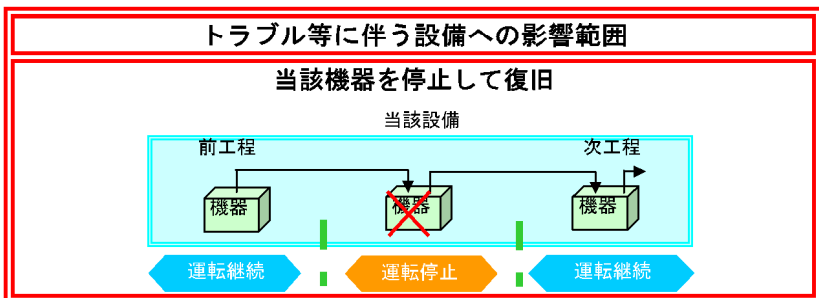 トラブル等に伴う設備への影響範囲
当該機器を停止して復旧
当該設備
前工程
次工程
機器
機器
機器
運転継続
運転停止
運転継続